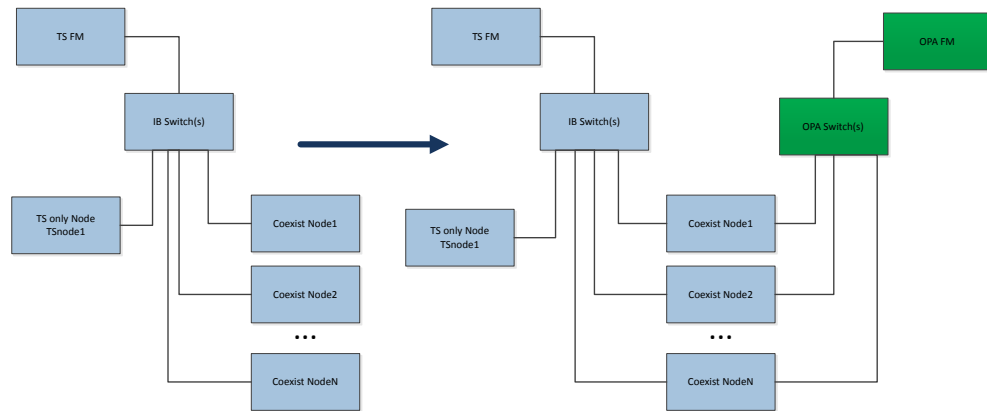 TS FM
IB Switch(s)
TS only Node
TSnode1
Coexist Node1
Coexist Node2
...
Coexist NodeN
TS FM
OPA FM
IB Switch(s)
OPA Switch(s)
TS only Node
TSnode1
Coexist Node1
Coexist Node2
...
Coexist NodeN